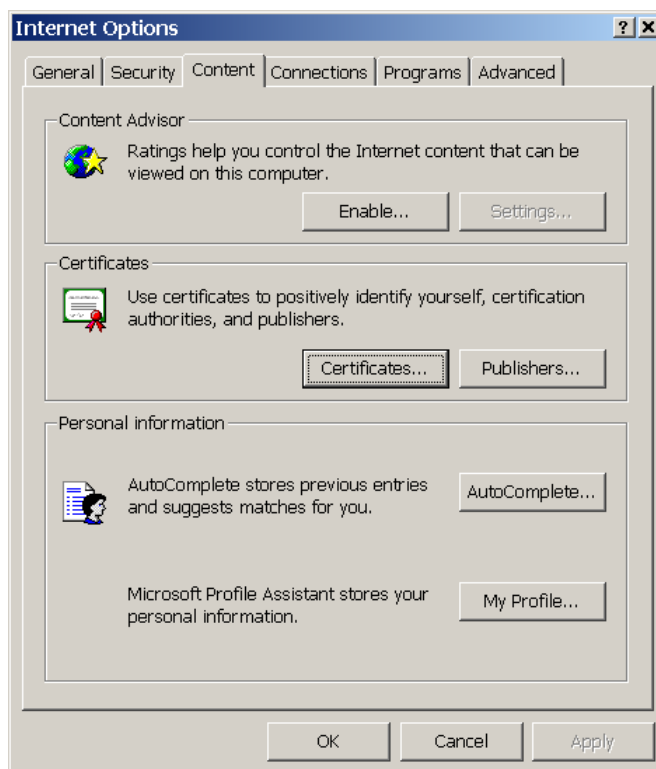 Internet Options
General Security Content Connections Programs Advanced
Content Advisor
Ratings help you control the Internet content that can be
viewed on this computer.
Enable... Settings...
Certificates
Use certificates to positively identify yourself, certification
authorities, and publishers.
Certificates... Publishers...
Personal information
AutoComplete stores previous entries
and suggests matches for you.
AutoComplete...
Microsoft Profile Assistant stores your
personal information.
My Profile...
OK Cancel Apply